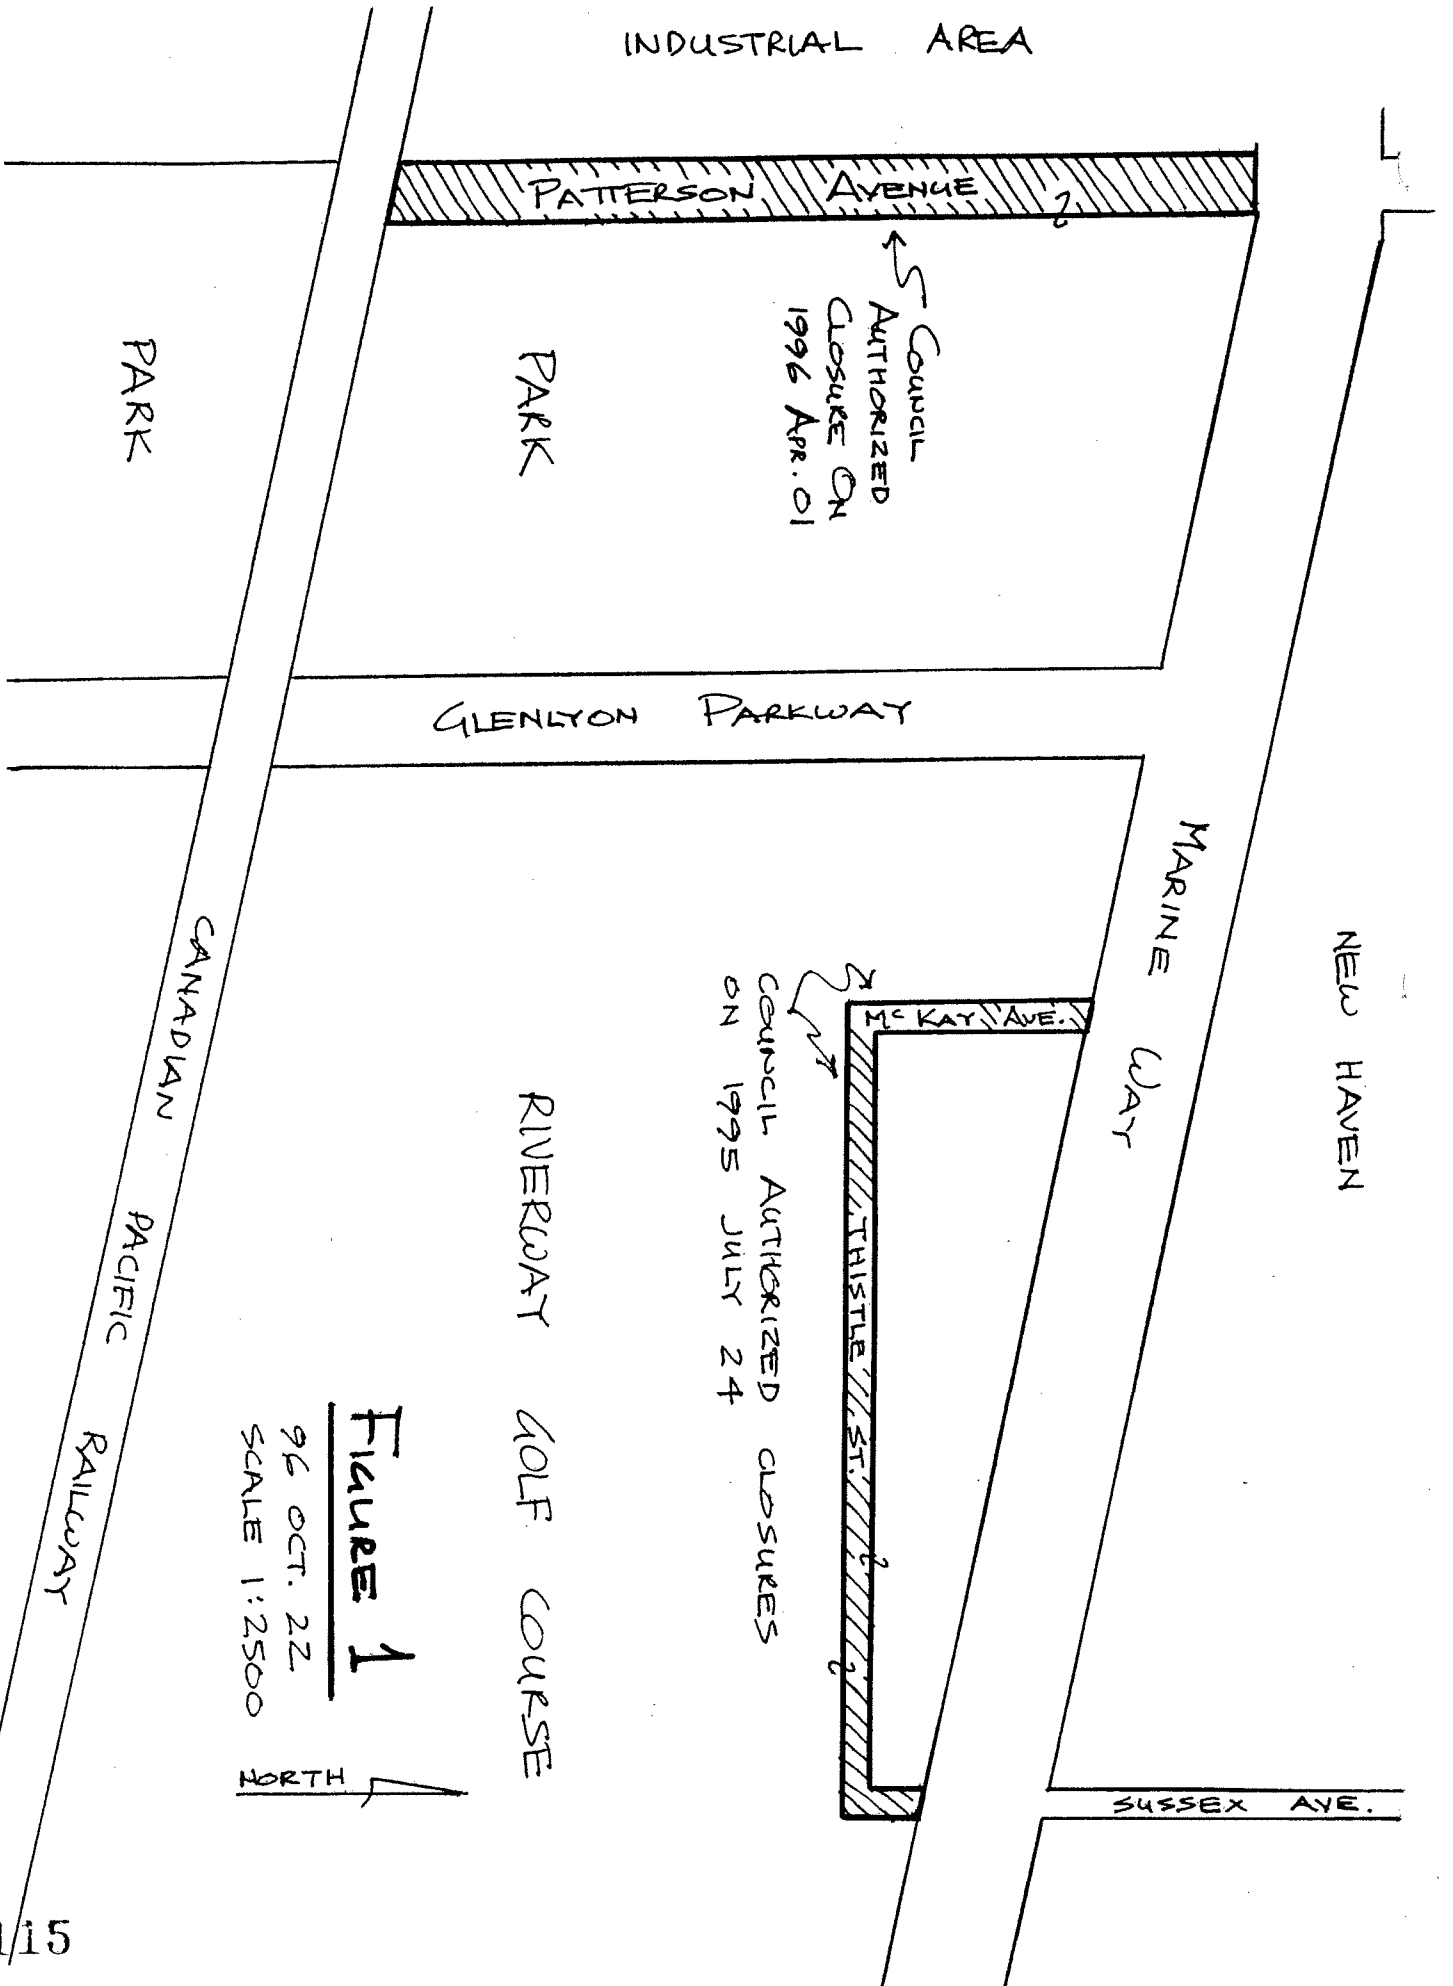 INDUSTRIAL AREA
PATTERSON AVENUE
COUNCIL
AUTHORIZED
CLOSURE ON
1996 APR. 01
PARK
PARK
GLENLYON PARKWAY
MARINE WAY
NEW HAVEN
McKAY AVE.
THISTLE ST.
COUNCIL AUTHORIZED CLOSURES
ON 1995 JULY 24
CANADIAN PACIFIC RAILWAY
RIVERWAY GOLF COURSE
SUSSEX AVE.
FIGURE 1
96 OCT. 22
SCALE 1:2500
NORTH
115